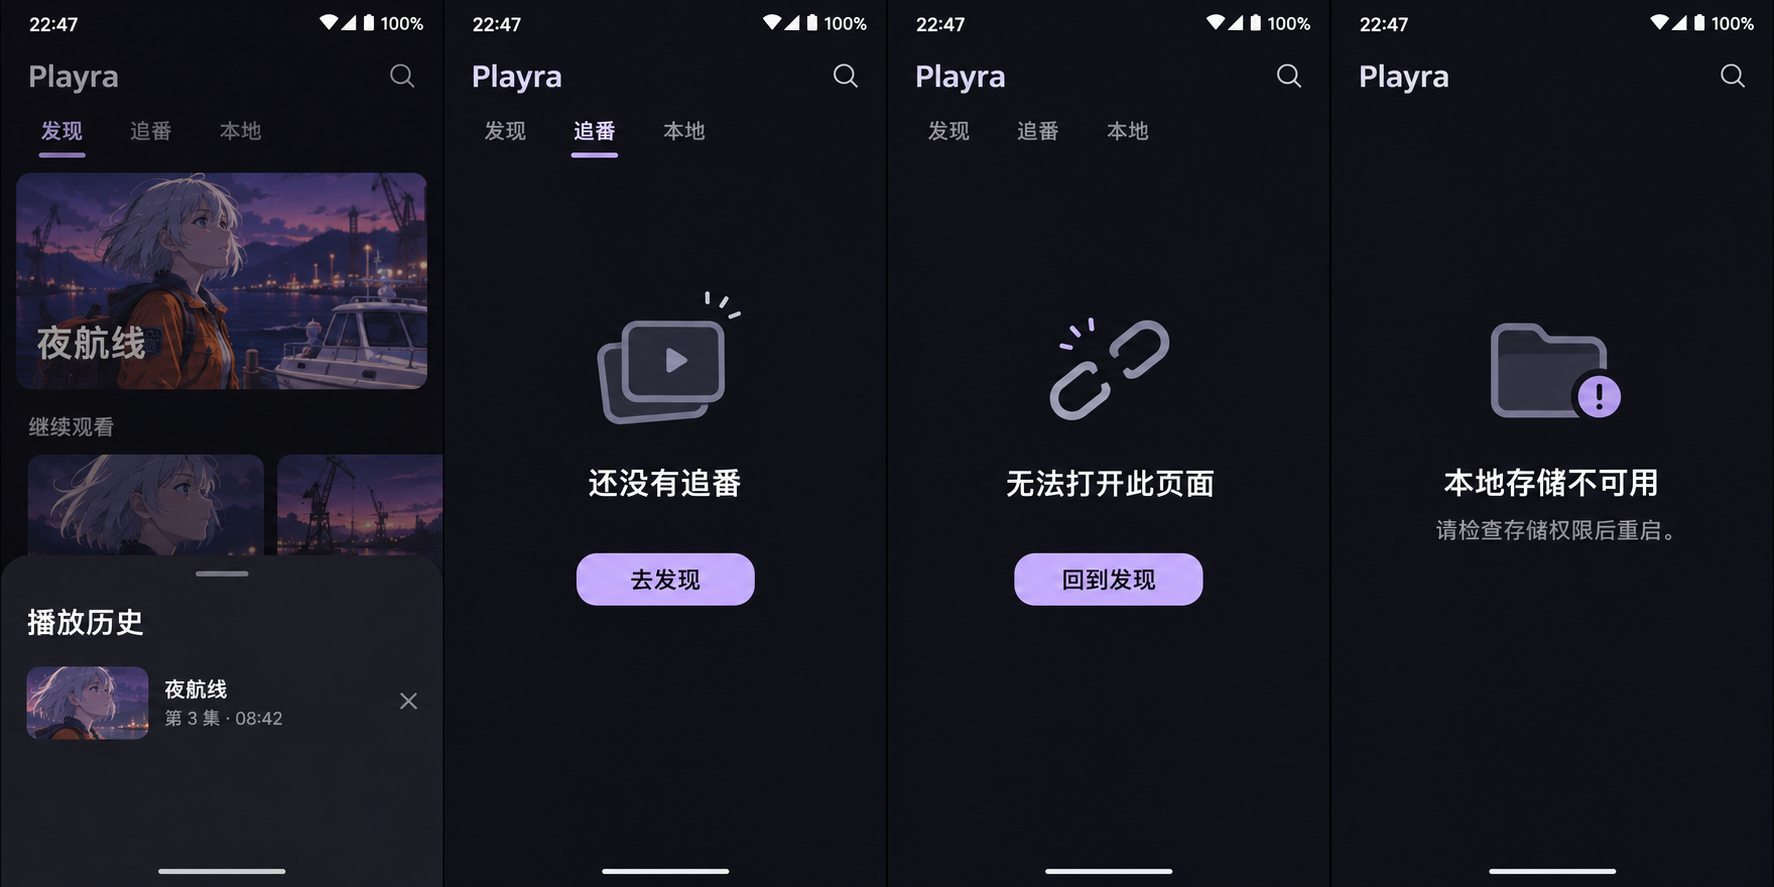 22:47 100%
Playra
发现 追番 本地
夜航线
继续观看
播放历史
夜航线
第 3 集 · 08:42
22:47 100%
Playra
发现 追番 本地
还没有追番
去发现
22:47 100%
Playra
发现 追番 本地
无法打开此页面
回到发现
22:47 100%
Playra
本地存储不可用
请检查存储权限后重启。